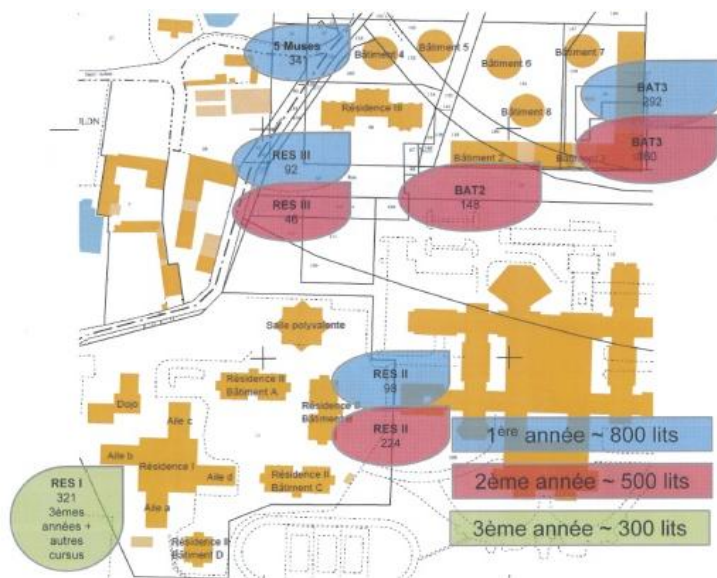 5 Muses
341
Bâtiment 4
Bâtiment 5
Bâtiment 6
Bâtiment 7
BAT3
292
Résidence III
Bâtiment 8
RES III
92
Bâtiment 2
BAT3
160
RES III
46
BAT2
148
Salle polyvalente
Résidence II
Bâtiment A
RES II
98
Dojo
Aile c
RES II
224
1ère année ~ 800 lits
Aile b
Résidence I
Aile d
Résidence II
Bâtiment C
2ème année ~ 500 lits
RES I
321
3èmes
années +
autres
cursus
Aile a
Résidence II
Bâtiment D
3ème année ~ 300 lits